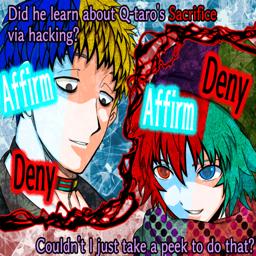 Did he learn about Q-taro's Sacrifice
via hacking?
Affirm
Deny
Affirm
Deny
Couldn't I just take a peek to do that?